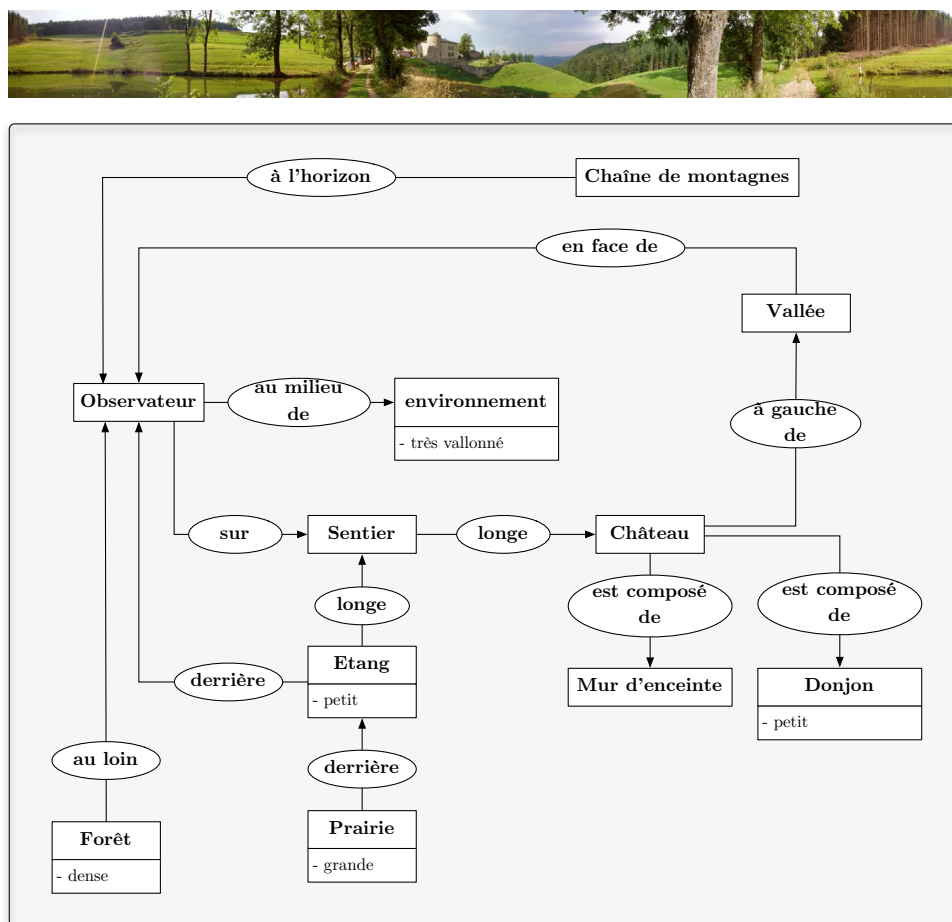 à l'horizon
Chaîne de montagnes
en face de
Vallée
Observateur
au milieu
de
environnement
- très vallonné
à gauche
de
sur
Sentier
longe
Château
longe
est composé
de
est composé
de
Etang
- petit
derrière
Mur d'enceinte
Donjon
- petit
au loin
derrière
Forêt
- dense
Prairie
- grande